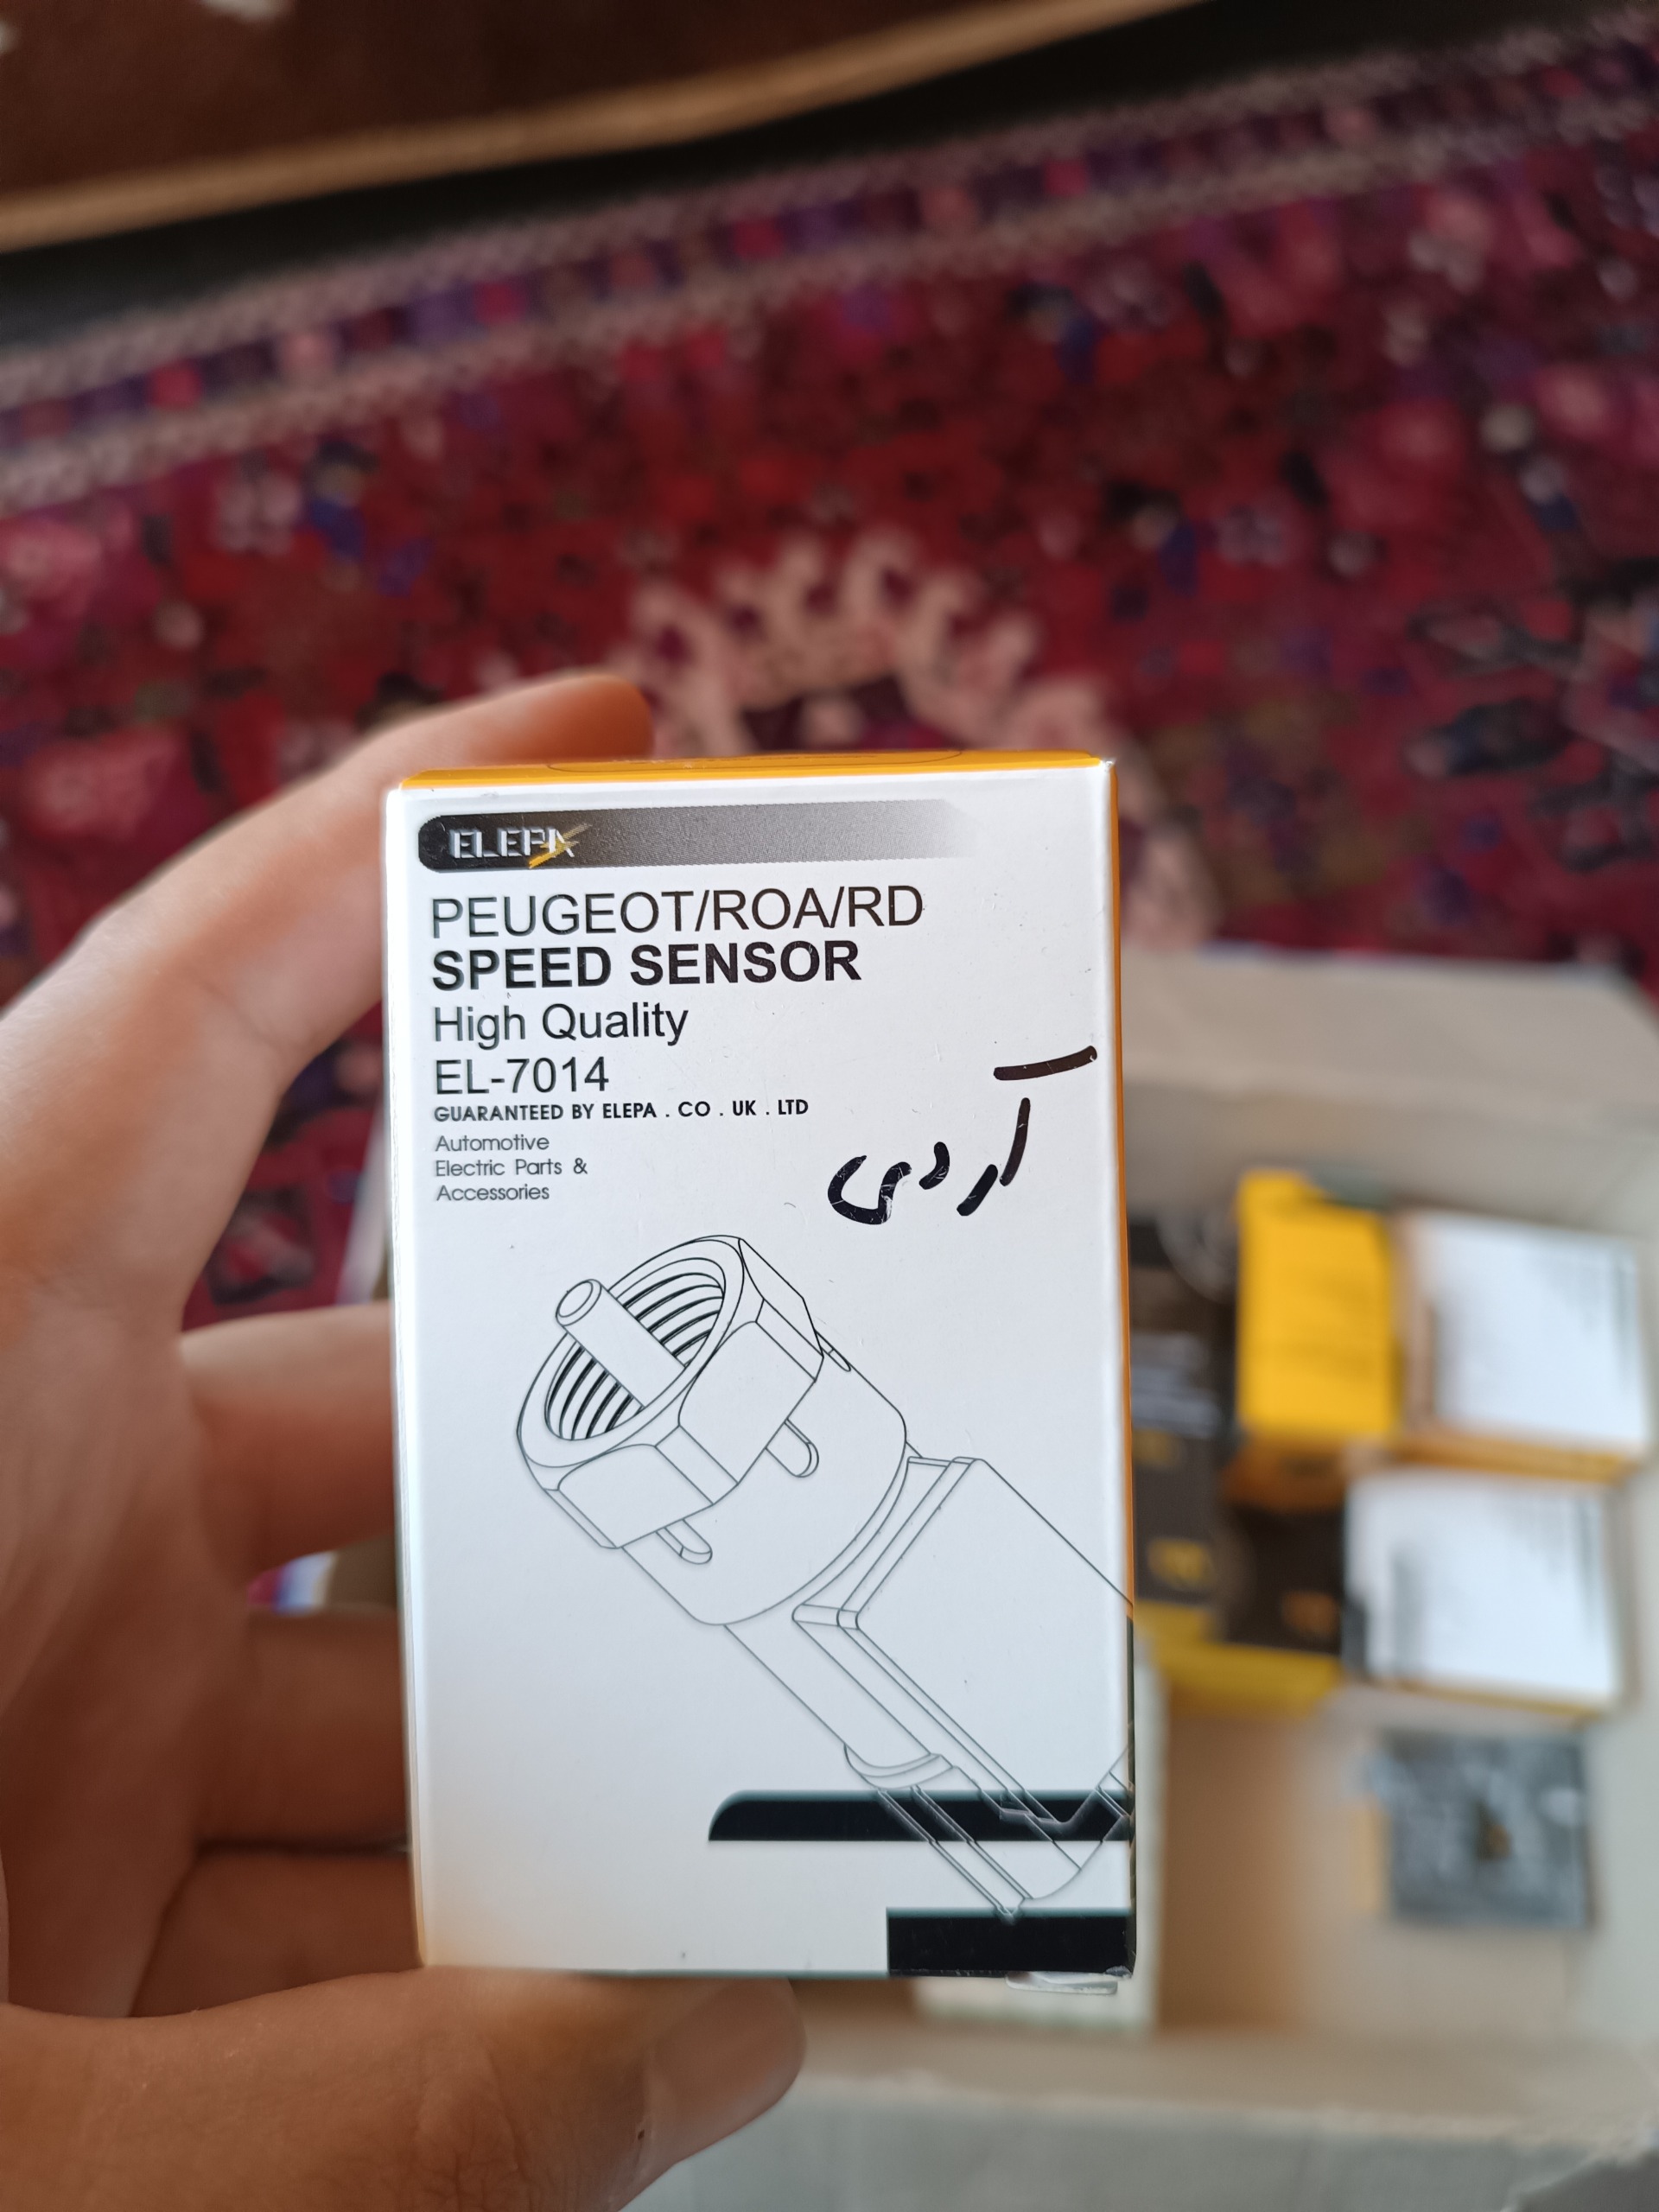 ELEPA
PEUGEOT/ROA/RD
SPEED SENSOR
High Quality
EL-7014
GUARANTEED BY ELEPA . CO . UK . LTD
Automotive
Electric Parts &
Accessories
آردی